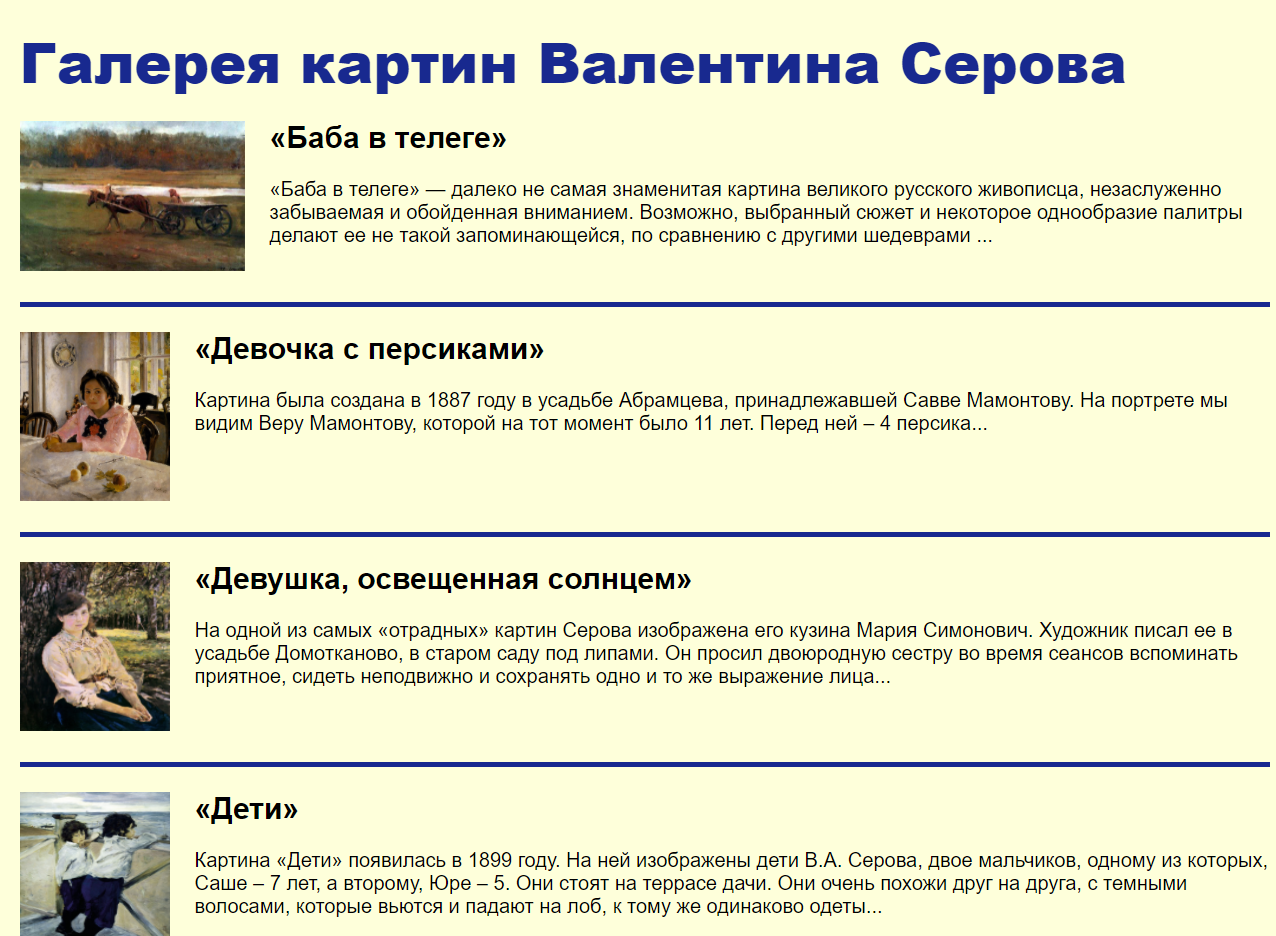 Галерея картин Валентина Серова
«Баба в телеге»
«Баба в телеге» — далеко не самая знаменитая картина великого русского живописца, незаслуженно
забываемая и обойденная вниманием. Возможно, выбранный сюжет и некоторое однообразие палитры
делают ее не такой запоминающейся, по сравнению с другими шедеврами ...
«Девочка с персиками»
Картина была создана в 1887 году в усадьбе Абрамцева, принадлежавшей Савве Мамонтову. На портрете мы
видим Веру Мамонтову, которой на тот момент было 11 лет. Перед ней – 4 персика...
«Девушка, освещенная солнцем»
На одной из самых «отрадных» картин Серова изображена его кузина Мария Симонович. Художник писал ее в
усадьбе Домотканово, в старом саду под липами. Он просил двоюродную сестру во время сеансов вспоминать
приятное, сидеть неподвижно и сохранять одно и то же выражение лица...
«Дети»
Картина «Дети» появилась в 1899 году. На ней изображены дети В.А. Серова, двое мальчиков, одному из которых,
Саше – 7 лет, а второму, Юре – 5. Они стоят на террасе дачи. Они очень похожи друг на друга, с темными
волосами, которые вьются и падают на лоб, к тому же одинаково одеты...